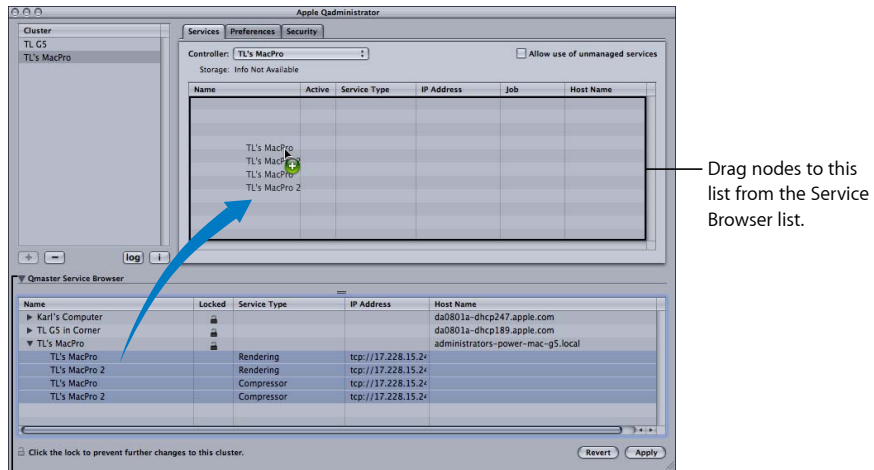 Apple Qadministrator
Cluster
TL G5
TL's MacPro
Services Preferences Security
Controller: TL's MacPro
Allow use of unmanaged services
Storage: Info Not Available
Name Active Service Type IP Address Job Host Name
TL's MacPro
TL's MacPro 2
TL's MacPro
TL's MacPro 2
Drag nodes to this
list from the Service
Browser list.
+ − log i
Qmaster Service Browser
Name Locked Service Type IP Address Host Name
Karl's Computer da0801a-dhcp247.apple.com
TL G5 in Corner da0801a-dhcp189.apple.com
TL's MacPro administrators-power-mac-g5.local
TL's MacPro Rendering tcp://17.228.15.24
TL's MacPro 2 Rendering tcp://17.228.15.24
TL's MacPro Compressor tcp://17.228.15.24
TL's MacPro 2 Compressor tcp://17.228.15.24
Click the lock to prevent further changes to this cluster.
Revert Apply